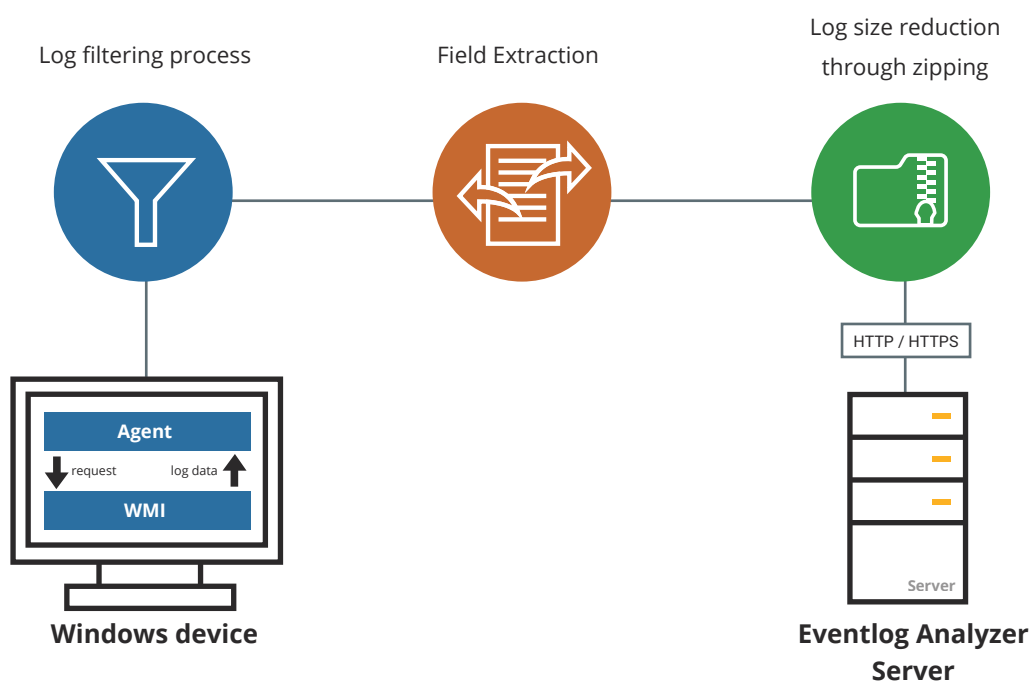 Log filtering process
Field Extraction
Log size reduction
through zipping
HTTP / HTTPS
Agent
request
log data
WMI
Server
Windows device
Eventlog Analyzer
Server